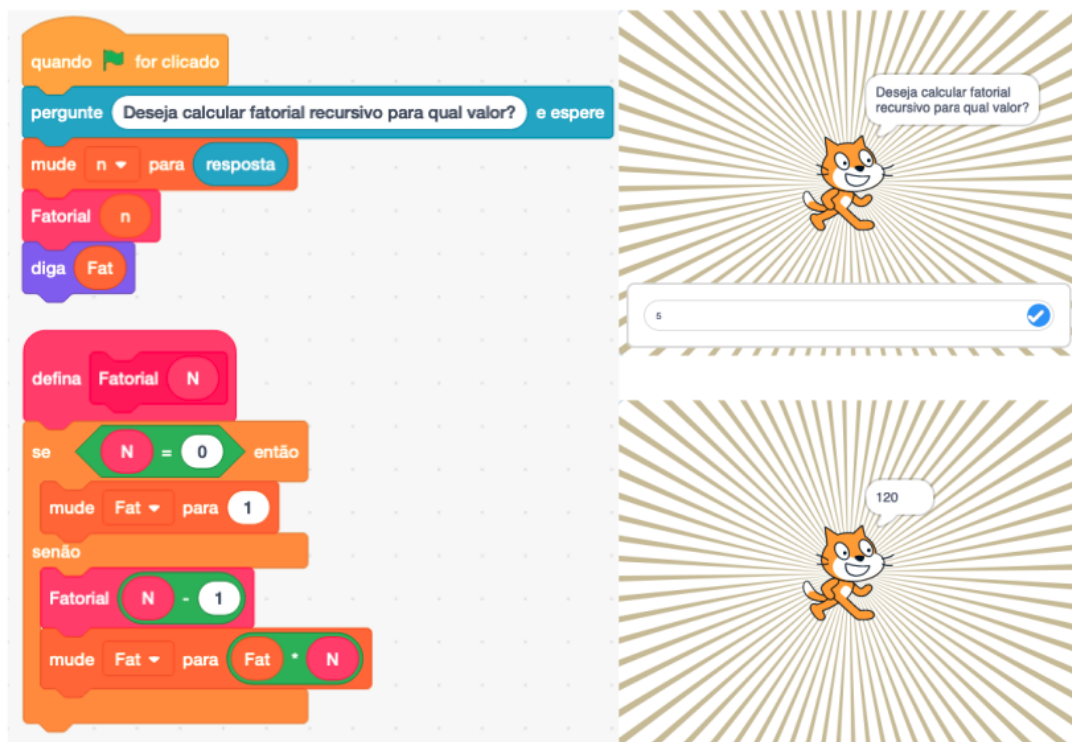 quando for clicado
pergunte Deseja calcular fatorial recursivo para qual valor? e espere
mude n para resposta
Fatorial n
diga Fat
defina Fatorial N
se N = 0 então
mude Fat para 1
senão
Fatorial N - 1
mude Fat para Fat * N
Deseja calcular fatorial
recursivo para qual valor?
5
120